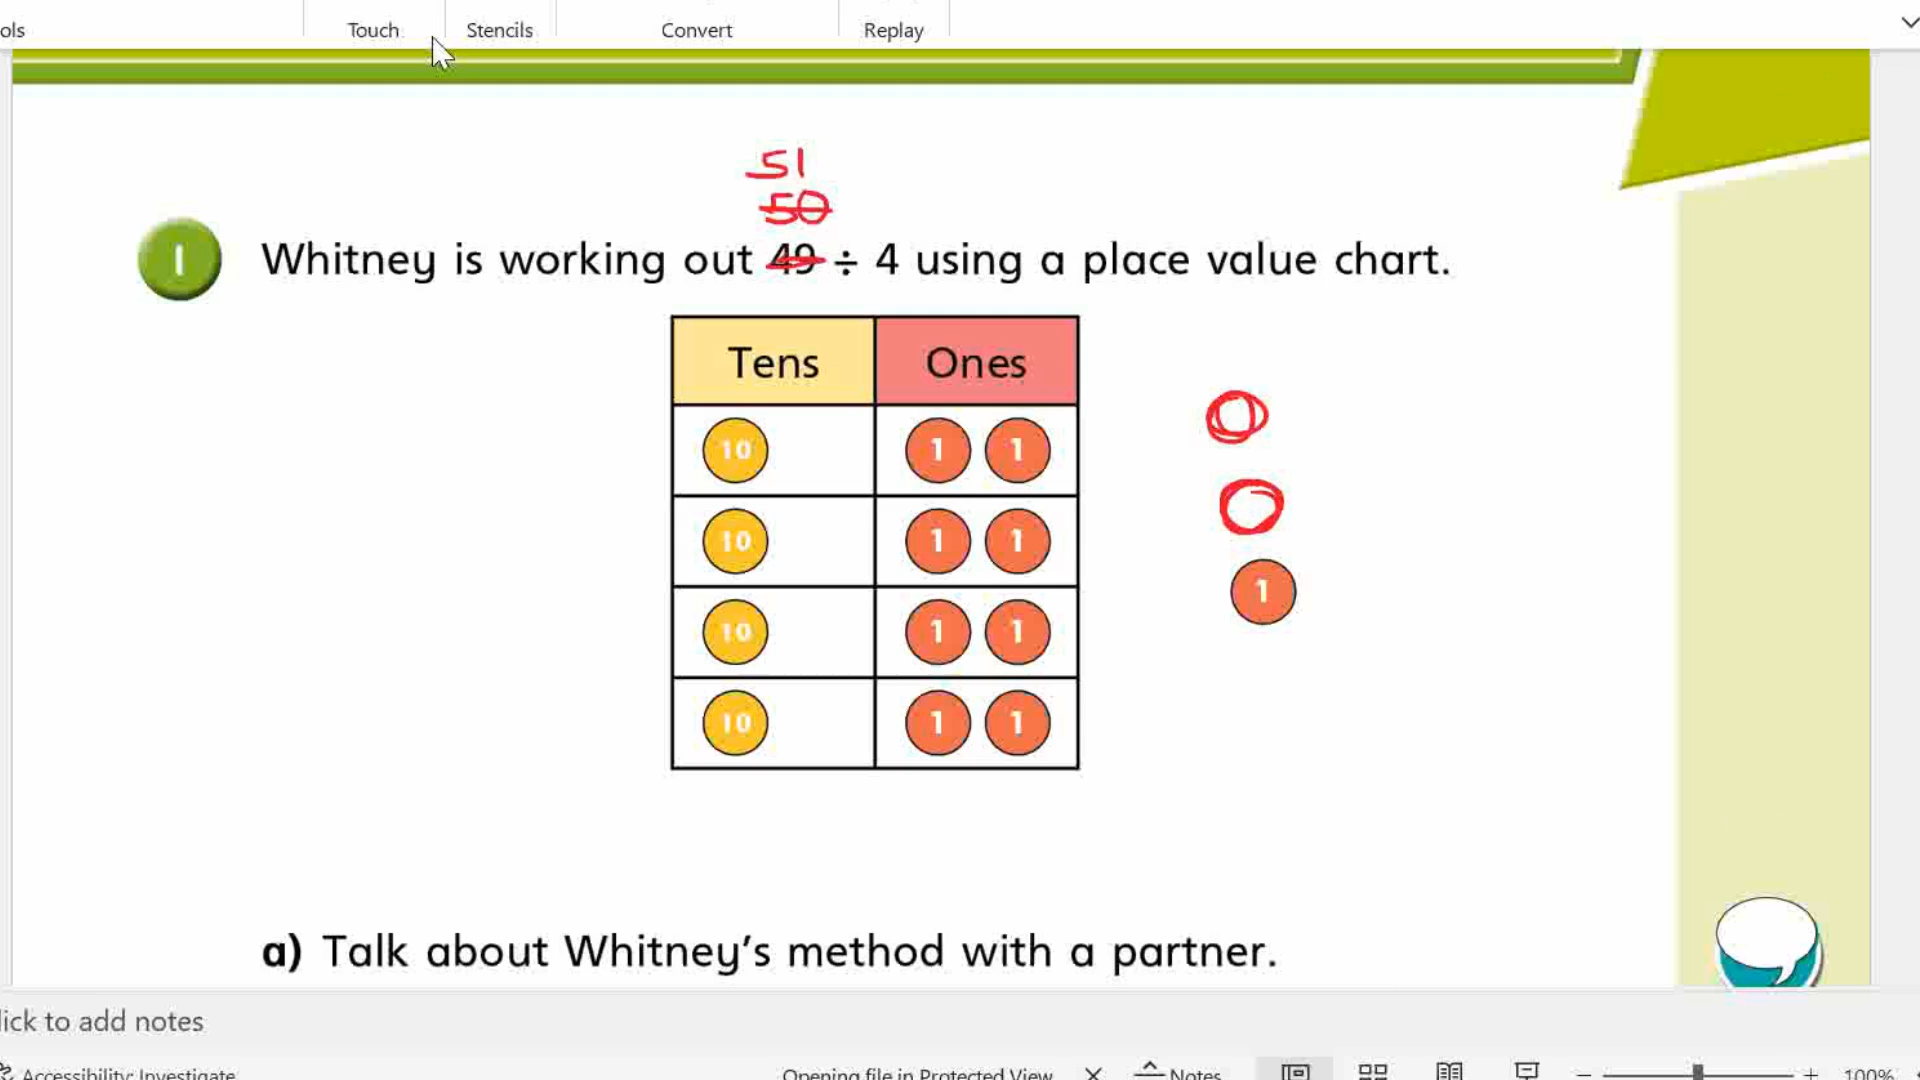 ols Touch Stencils Convert Replay
51
50
1 Whitney is working out 49 ÷ 4 using a place value chart.
Tens Ones
10 1 1
10 1 1
1
10 1 1
10 1 1
a) Talk about Whitney's method with a partner.
lick to add notes
Accessibility: Investigate Opening file in Protected View Notes 100%